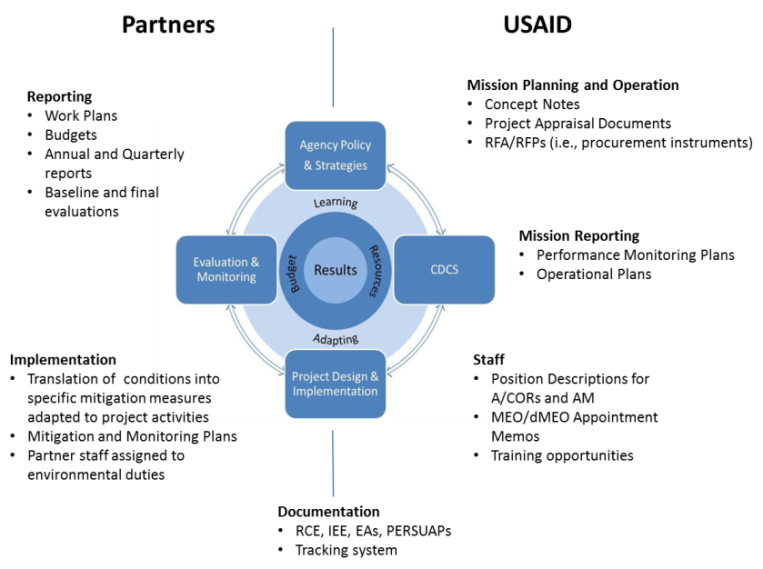 Partners
USAID
Reporting
• Work Plans
• Budgets
• Annual and Quarterly
reports
• Baseline and final
evaluations
Mission Planning and Operation
• Concept Notes
• Project Appraisal Documents
• RFA/RFPs (i.e., procurement instruments)
Agency Policy
& Strategies
Learning
Evaluation &
Monitoring
Budget
Results
Resources
CDCS
Adapting
Project Design &
Implementation
Mission Reporting
• Performance Monitoring Plans
• Operational Plans
Implementation
• Translation of conditions into
specific mitigation measures
adapted to project activities
• Mitigation and Monitoring Plans
• Partner staff assigned to
environmental duties
Staff
• Position Descriptions for
A/CORs and AM
• MEO/dMEO Appointment
Memos
• Training opportunities
Documentation
• RCE, IEE, EAs, PERSUAPs
• Tracking system